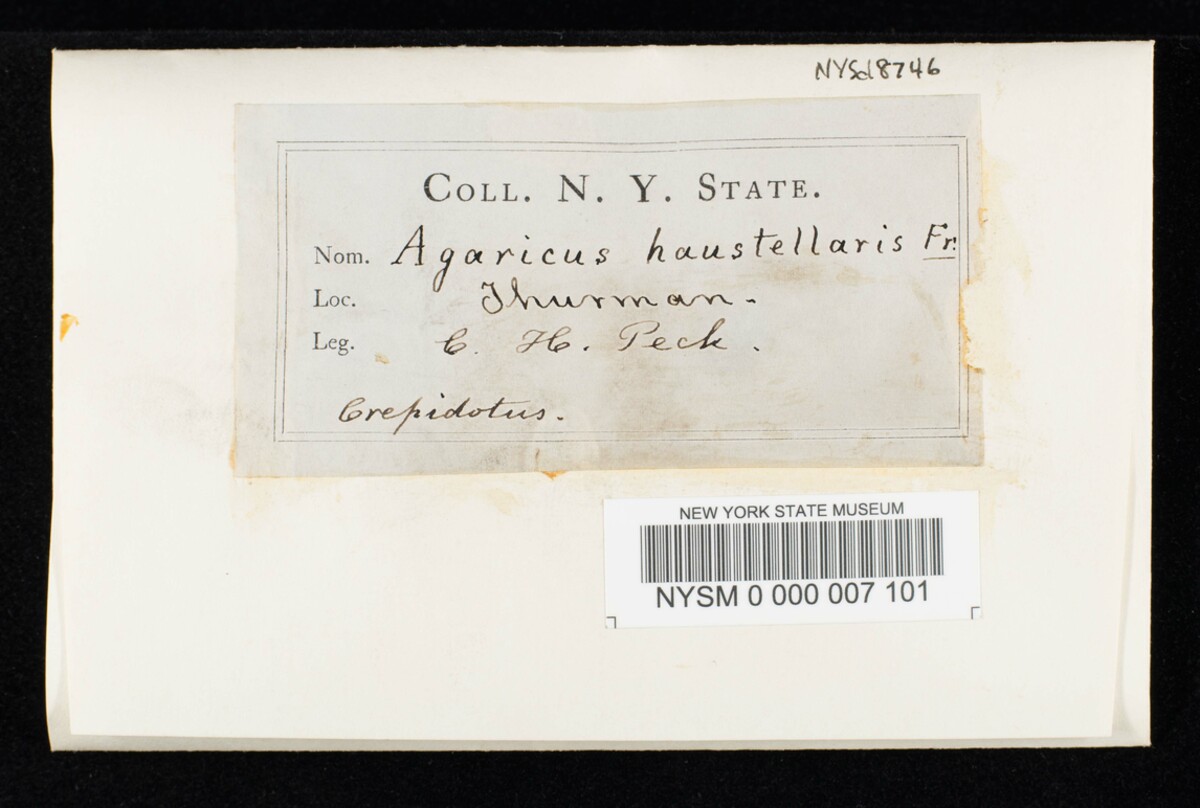 NYSd8746
COLL. N. Y. STATE.
Nom. Agaricus haustellaris Fr.
Loc. Thurman.
Leg. C. H. Peck.
Crepidotus.
NEW YORK STATE MUSEUM
NYSM 0 000 007 101